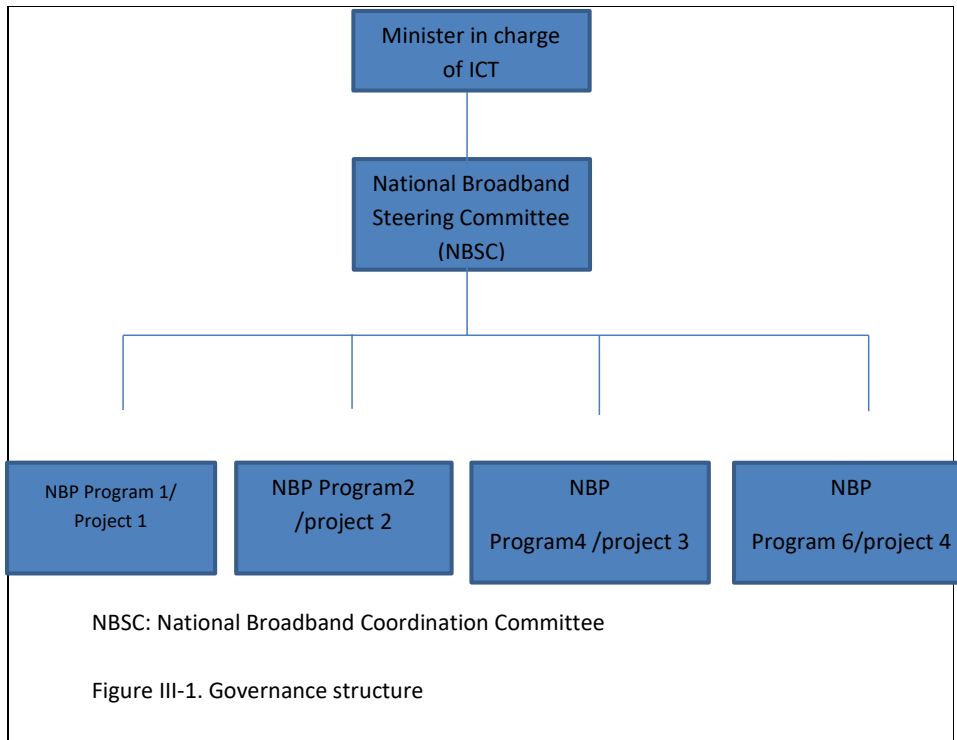 Minister in charge
of ICT
National Broadband
Steering Committee
(NBSC)
NBP Program 1/
Project 1
NBP Program2
/project 2
NBP
Program4 /project 3
NBP
Program 6/project 4
NBSC: National Broadband Coordination Committee
Figure III-1. Governance structure